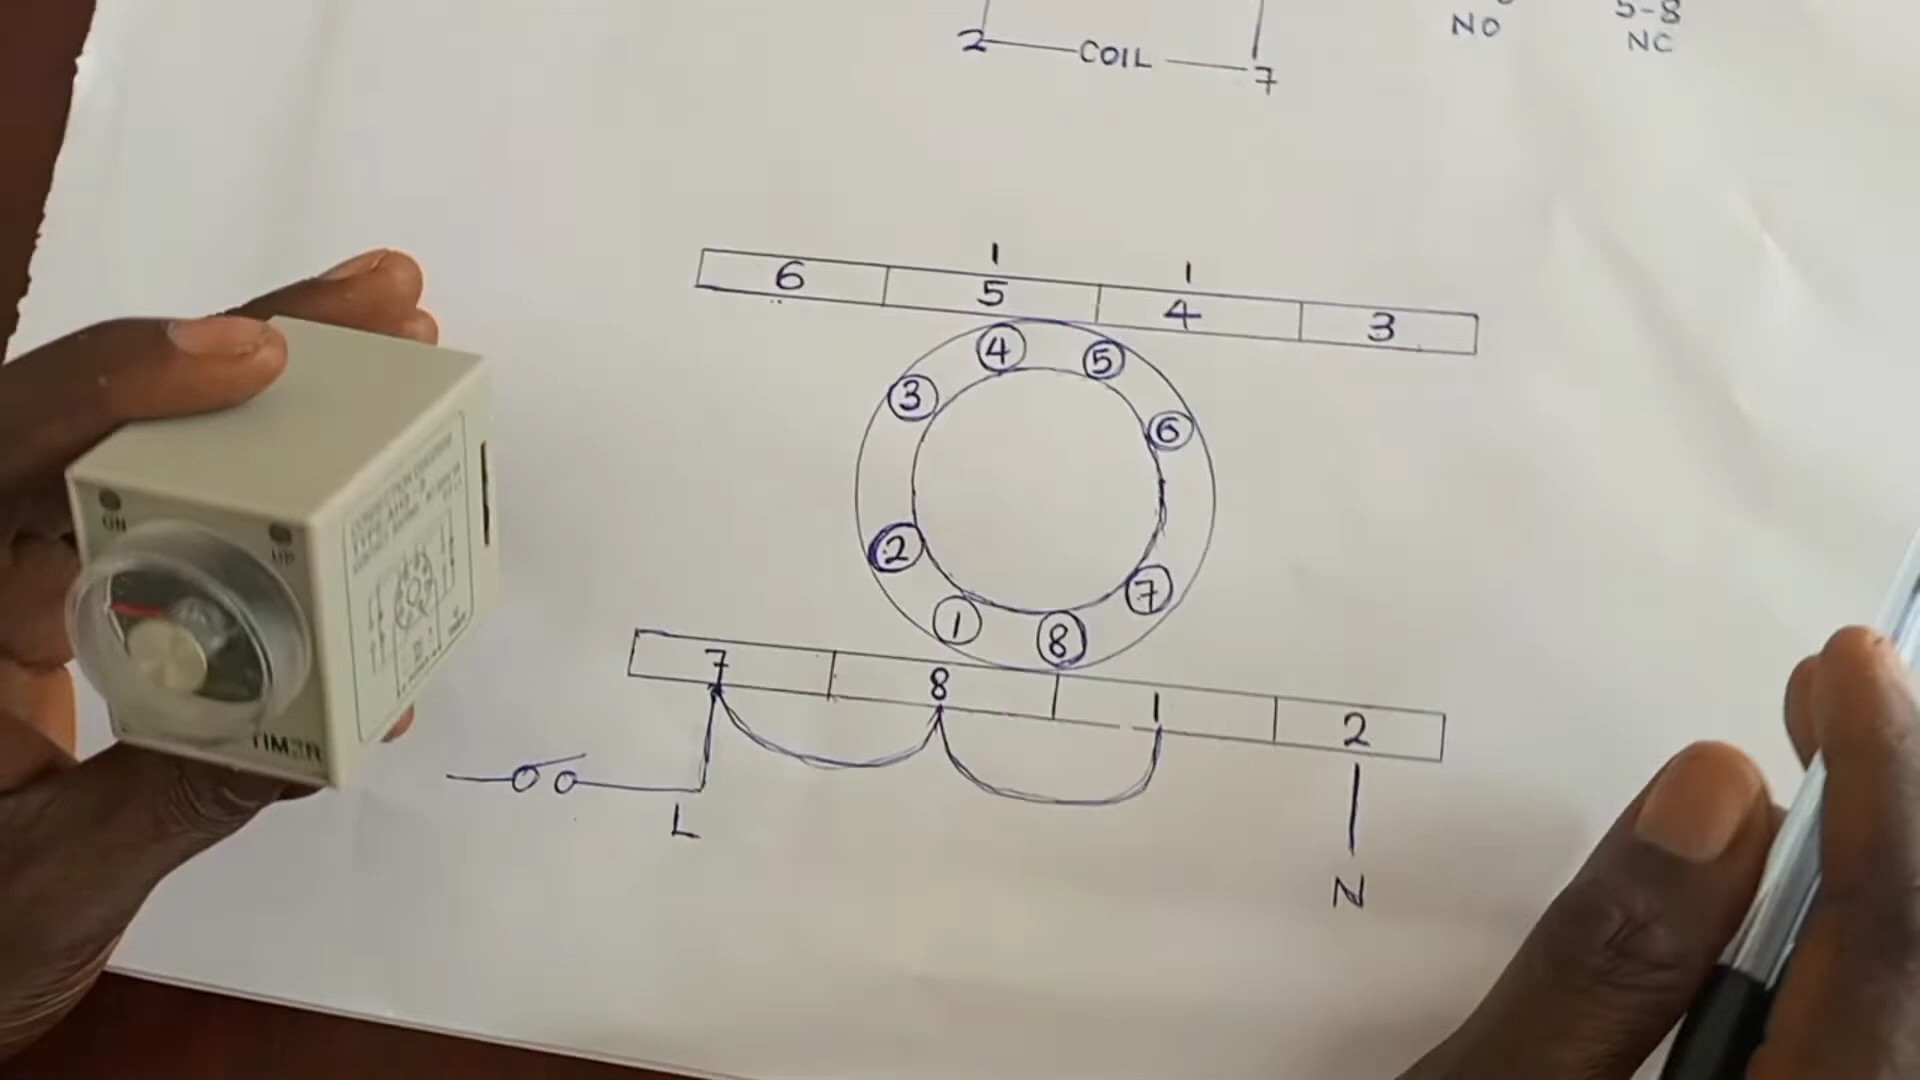 5-8
NO NC
2 COIL 7
1 1
6 5 4 3
4 5
3 6
2 7
1 8
7 8 1 2
L
N
ON
UP
TIMER